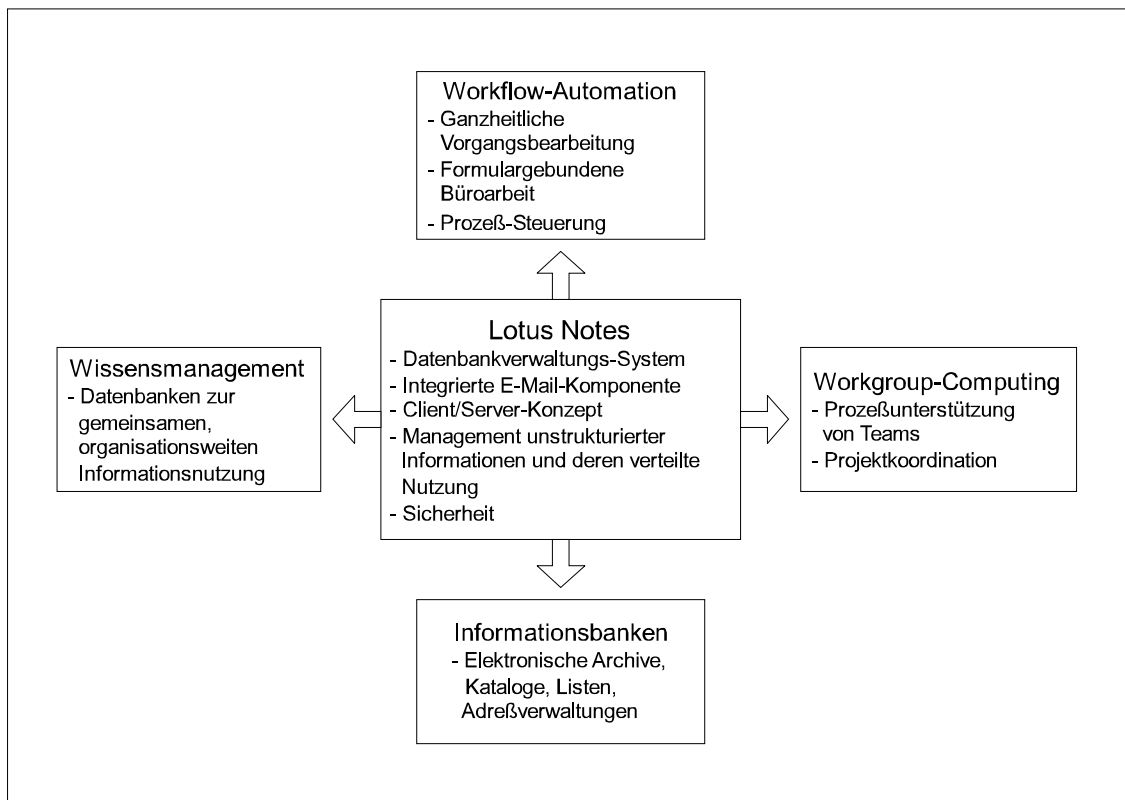 Workflow-Automation
- Ganzheitliche
Vorgangsbearbeitung
- Formulargebundene
Büroarbeit
- Prozeß-Steuerung
Lotus Notes
- Datenbankverwaltungs-System
- Integrierte E-Mail-Komponente
- Client/Server-Konzept
- Management unstrukturierter
Informationen und deren verteilte
Nutzung
- Sicherheit
Wissensmanagement
- Datenbanken zur
gemeinsamen,
organisationsweiten
Informationsnutzung
Workgroup-Computing
- Prozeßunterstützung
von Teams
- Projektkoordination
Informationsbanken
- Elektronische Archive,
Kataloge, Listen,
Adreßverwaltungen